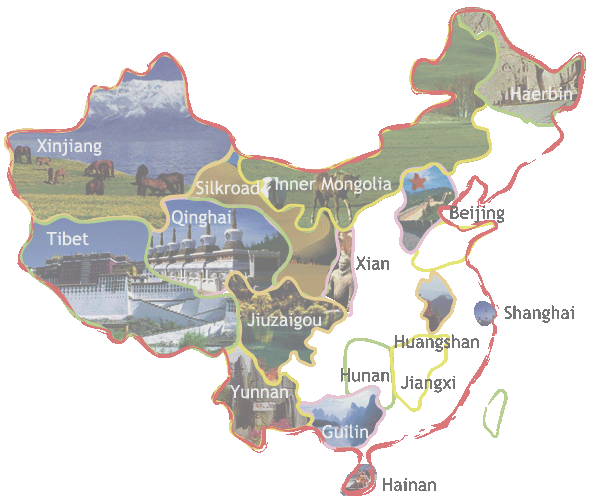 Haerbin
Xinjiang
Silkroad
Inner Mongolia
Qinghai
Beijing
Tibet
Xian
Shanghai
Jiuzaigou
Huangshan
Hunan
Jiangxi
Yunnan
Guilin
Hainan